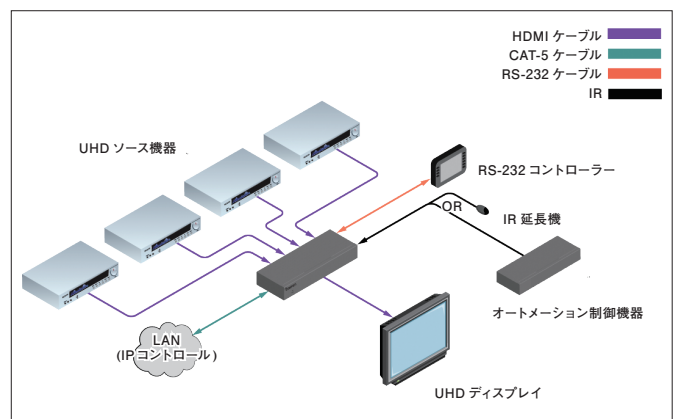 HDMI ケーブル
CAT-5 ケーブル
RS-232 ケーブル
IR
UHD ソース機器
RS-232 コントローラー
OR
IR 延長機
オートメーション制御機器
LAN
(IPコントロール)
UHD ディスプレイ